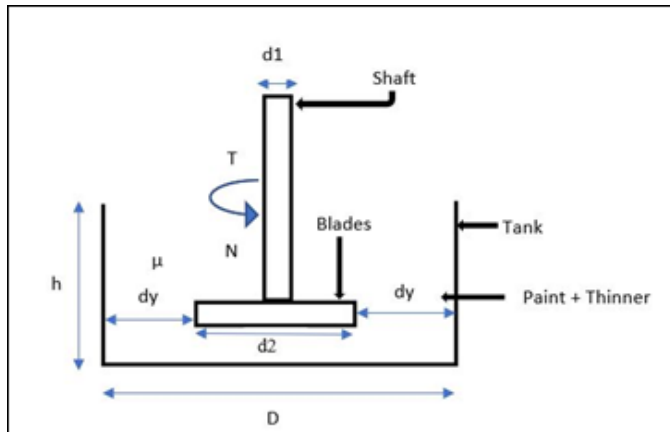 d1
Shaft
T
Blades
Tank
N
h
μ
dy
dy
Paint + Thinner
d2
D